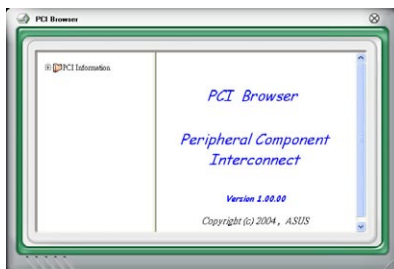 PCI Browser
PCI Information
PCI Browser
Peripheral Component
Interconnect
Version 1.00.00
Copyright (c) 2004, ASUS